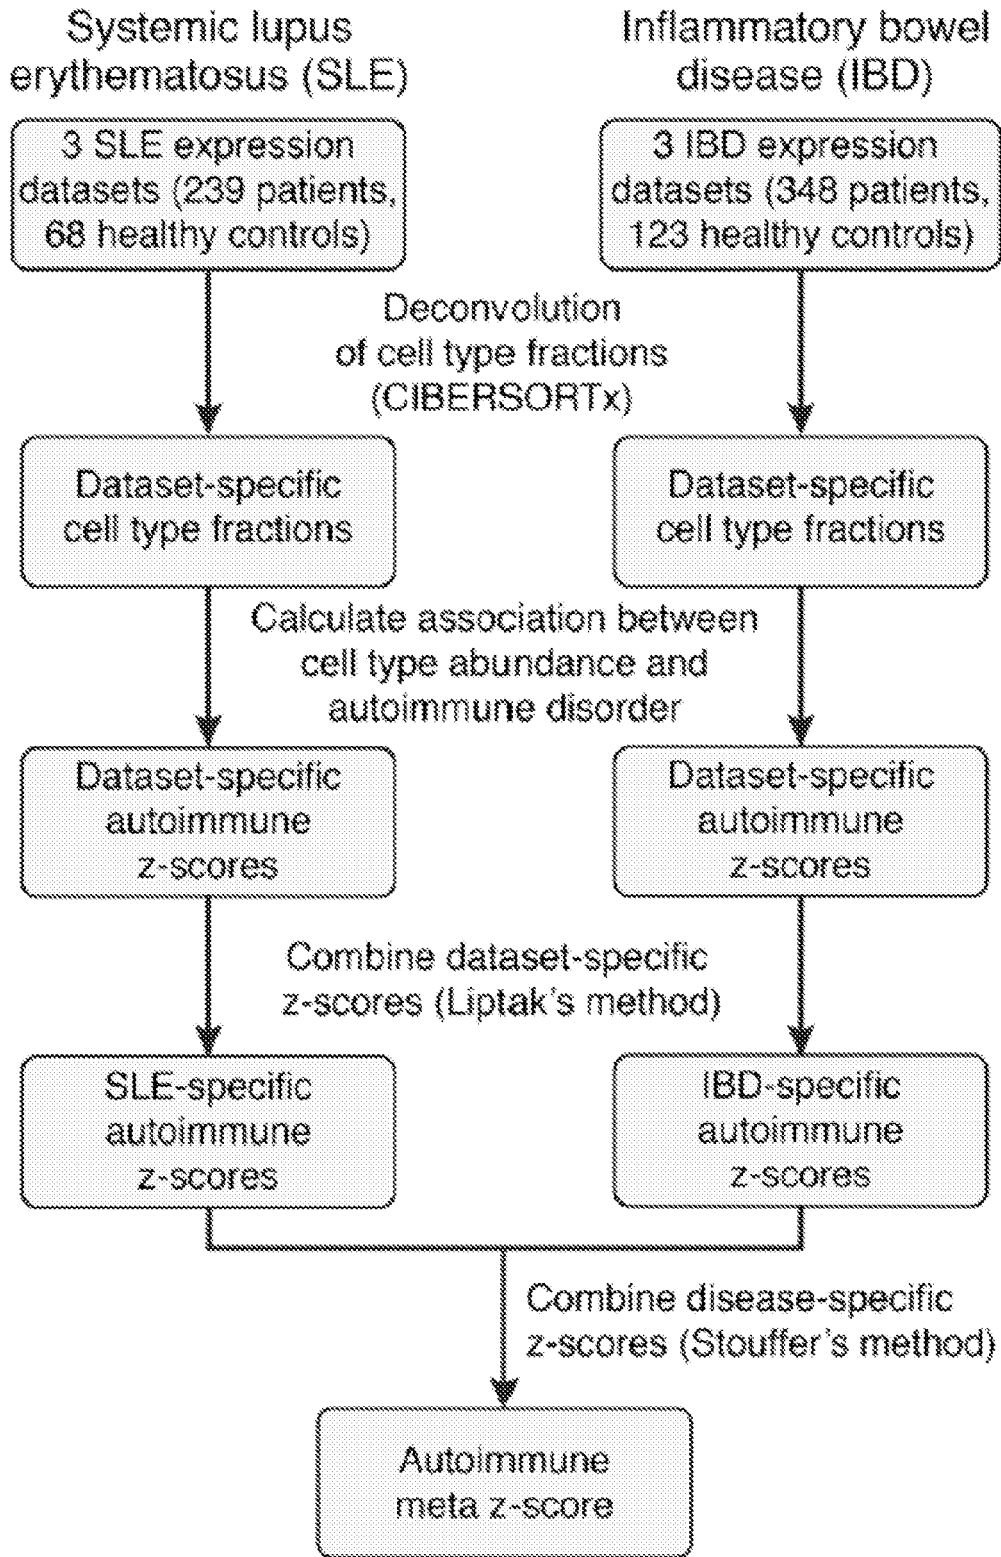 Systemic lupus
erythematosus (SLE)
Inflammatory bowel
disease (IBD)
3 SLE expression
datasets (239 patients,
68 healthy controls)
3 IBD expression
datasets (348 patients,
123 healthy controls)
Deconvolution
of cell type fractions
(CIBERSORTx)
Dataset-specific
cell type fractions
Dataset-specific
cell type fractions
Calculate association between
cell type abundance and
autoimmune disorder
Dataset-specific
autoimmune
z-scores
Dataset-specific
autoimmune
z-scores
Combine dataset-specific
z-scores (Liptak's method)
SLE-specific
autoimmune
z-scores
IBD-specific
autoimmune
z-scores
Combine disease-specific
z-scores (Stouffer's method)
Autoimmune
meta z-score